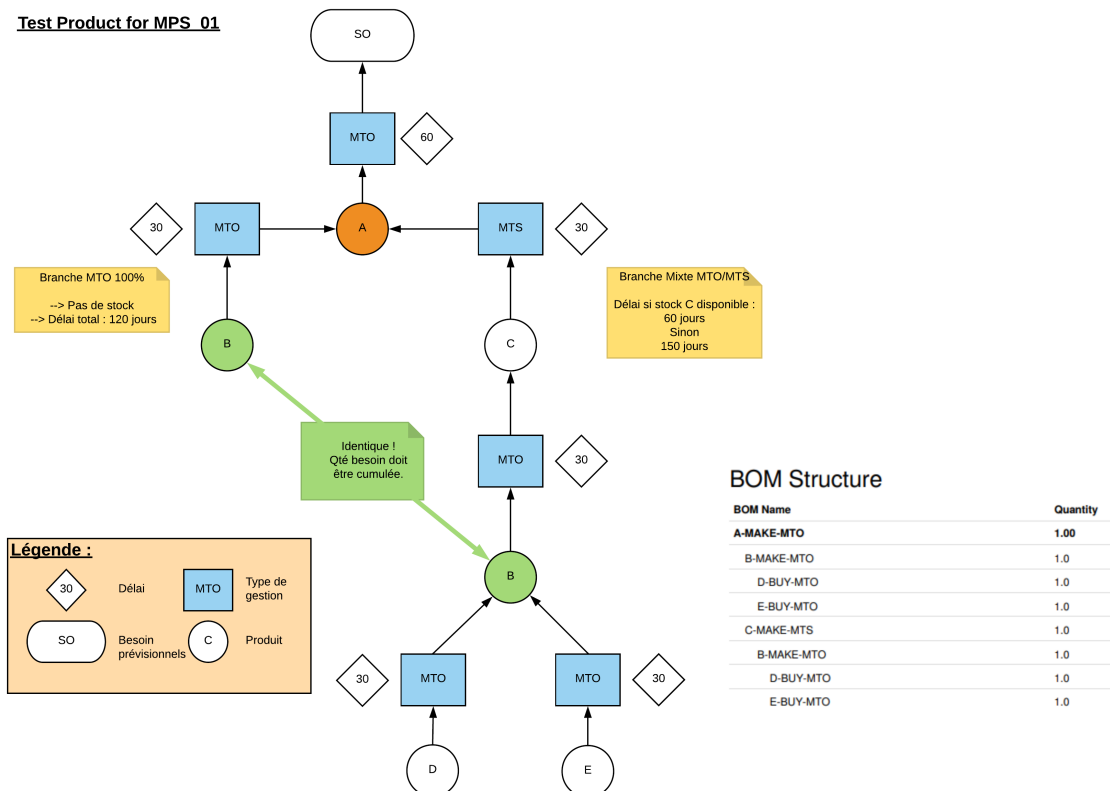 Test Product for MPS_01
SO
MTO
60
30
MTO
A
MTS
30
Branche MTO 100%
--> Pas de stock
--> Délai total : 120 jours
Branche Mixte MTO/MTS
Délai si stock C disponible :
60 jours
Sinon
150 jours
B
C
Identique !
Qté besoin doit
être cumulée.
MTO
30
B
30
MTO
MTO
30
D
E
Légende :
30
Délai
MTO
Type de
gestion
SO
Besoin
prévisionnels
C
Produit
BOM Structure
BOM Name Quantity
A-MAKE-MTO 1.00
B-MAKE-MTO 1.0
D-BUY-MTO 1.0
E-BUY-MTO 1.0
C-MAKE-MTS 1.0
B-MAKE-MTO 1.0
D-BUY-MTO 1.0
E-BUY-MTO 1.0